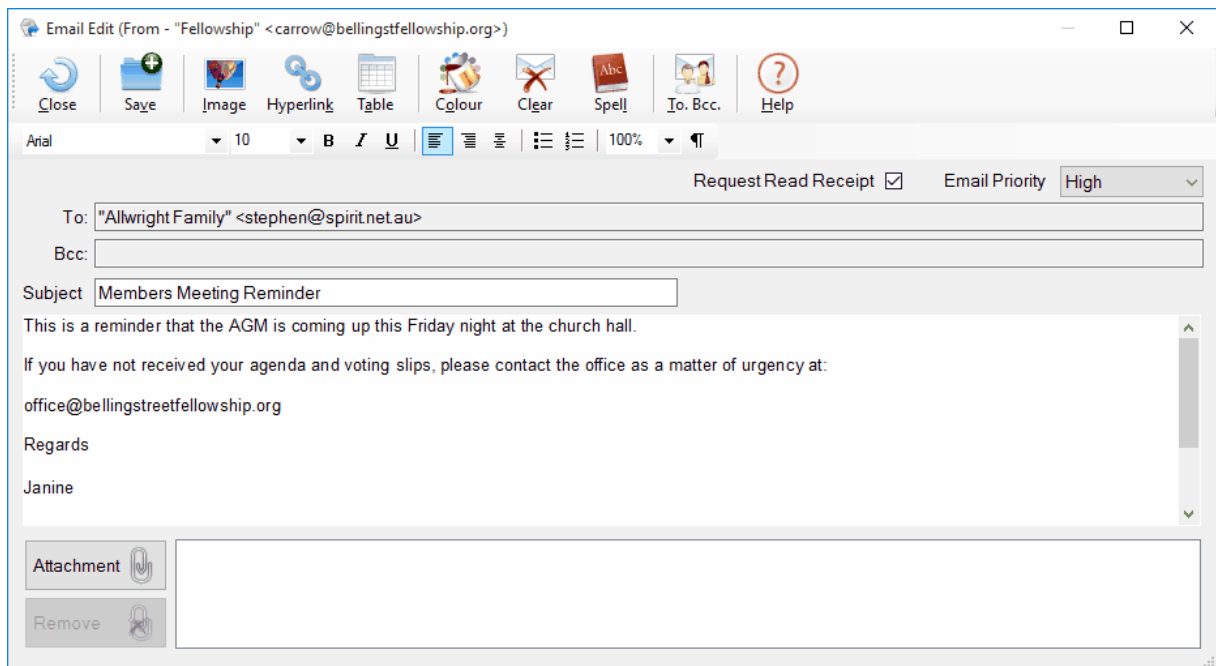 Email Edit (From - "Fellowship" <carrow@bellingstfellowship.org>)
Close Save Image Hyperlink Table Colour Clear Abc Spell To. Bcc. ? Help
Arial 10 B I U 100% ¶
Request Read Receipt Email Priority High
To: "Allwright Family" <stephen@spirit.net.au>
Bcc:
Subject Members Meeting Reminder
This is a reminder that the AGM is coming up this Friday night at the church hall.
If you have not received your agenda and voting slips, please contact the office as a matter of urgency at:
office@bellingstreetfellowship.org
Regards
Janine
Attachment
Remove